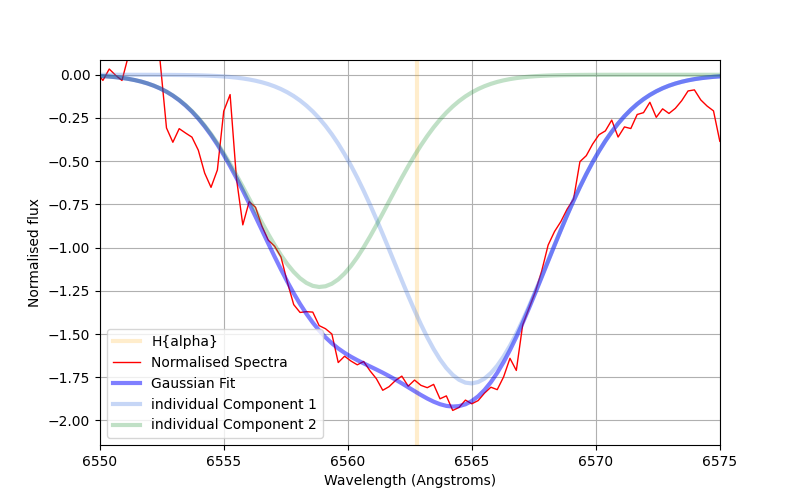 0.00
−0.25
−0.50
−0.75
−1.00
−1.25
−1.50
−1.75
−2.00
Normalised flux
H{alpha}
Normalised Spectra
Gaussian Fit
individual Component 1
individual Component 2
6550 6555 6560 6565 6570 6575
Wavelength (Angstroms)